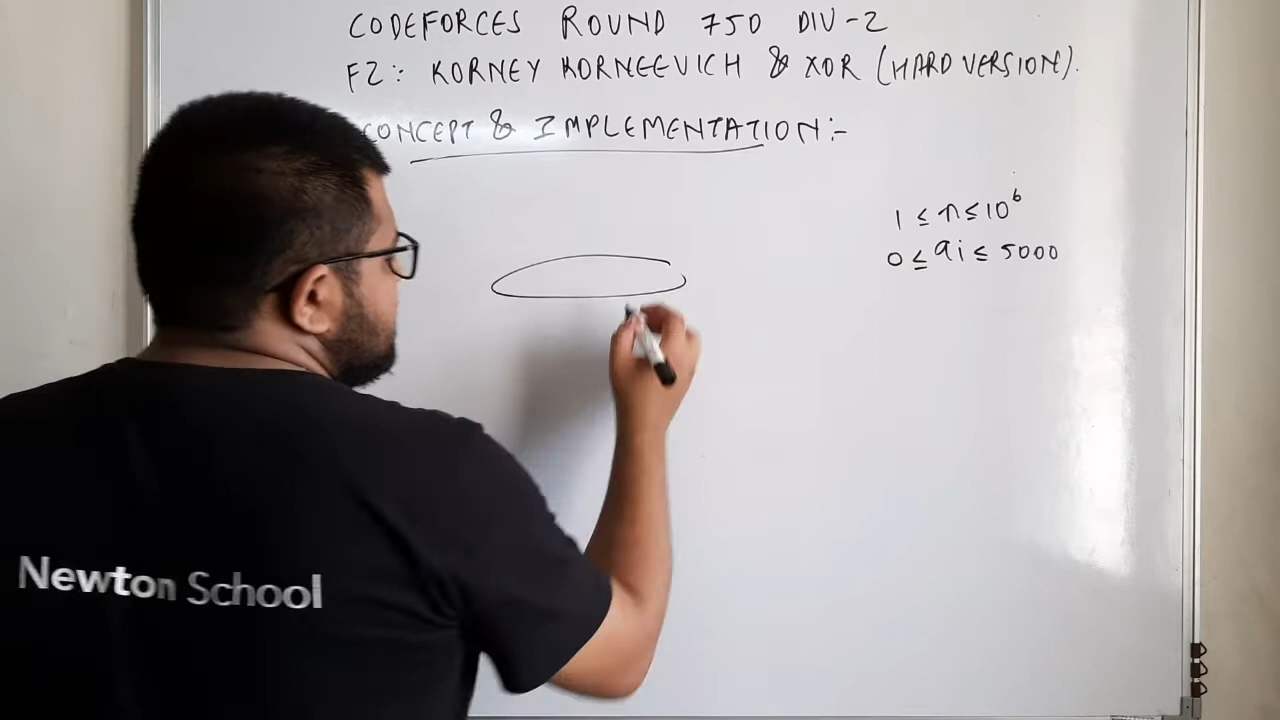 CODEFORCES ROUND 750 DIV-2
F2:- KORNEY KORNEEVICH & XOR (HARD VERSION).
CONCEPT & IMPLEMENTATION:-
1 ≤ n ≤ 10⁶
0 ≤ ai ≤ 5000
Newton School